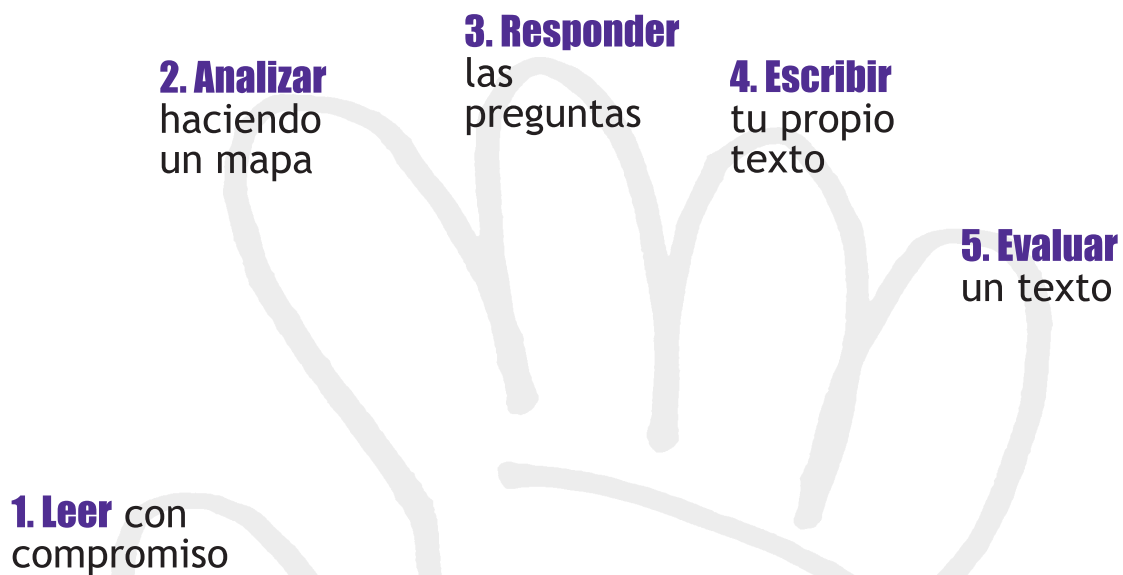 1. Leer con
compromiso
2. Analizar
haciendo
un mapa
3. Responder
las
preguntas
4. Escribir
tu propio
texto
5. Evaluar
un texto